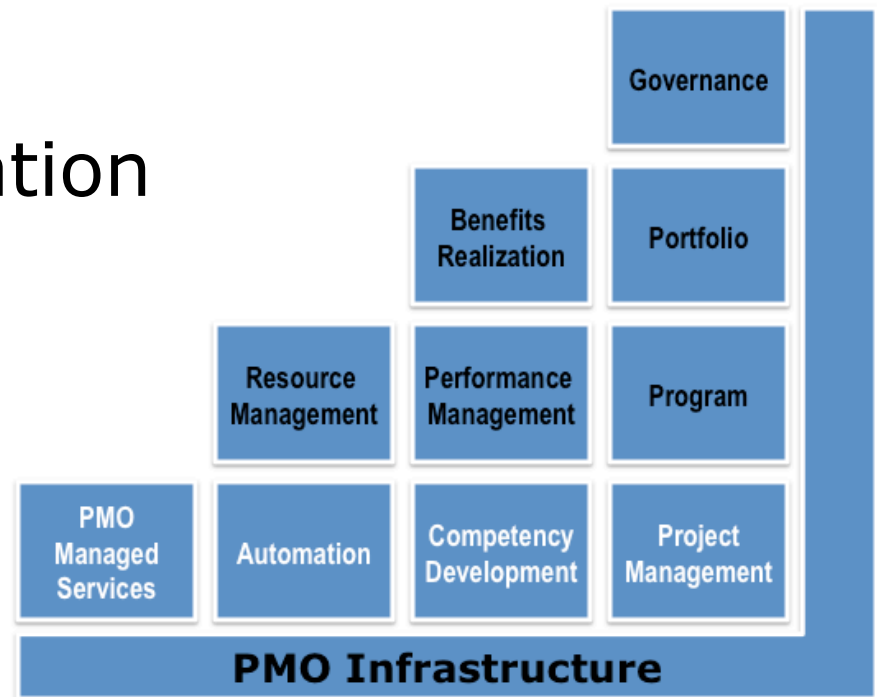 Governance
ation
Benefits
Realization
Portfolio
Resource
Management
Performance
Management
Program
PMO
Managed
Services
Automation
Competency
Development
Project
Management
PMO Infrastructure